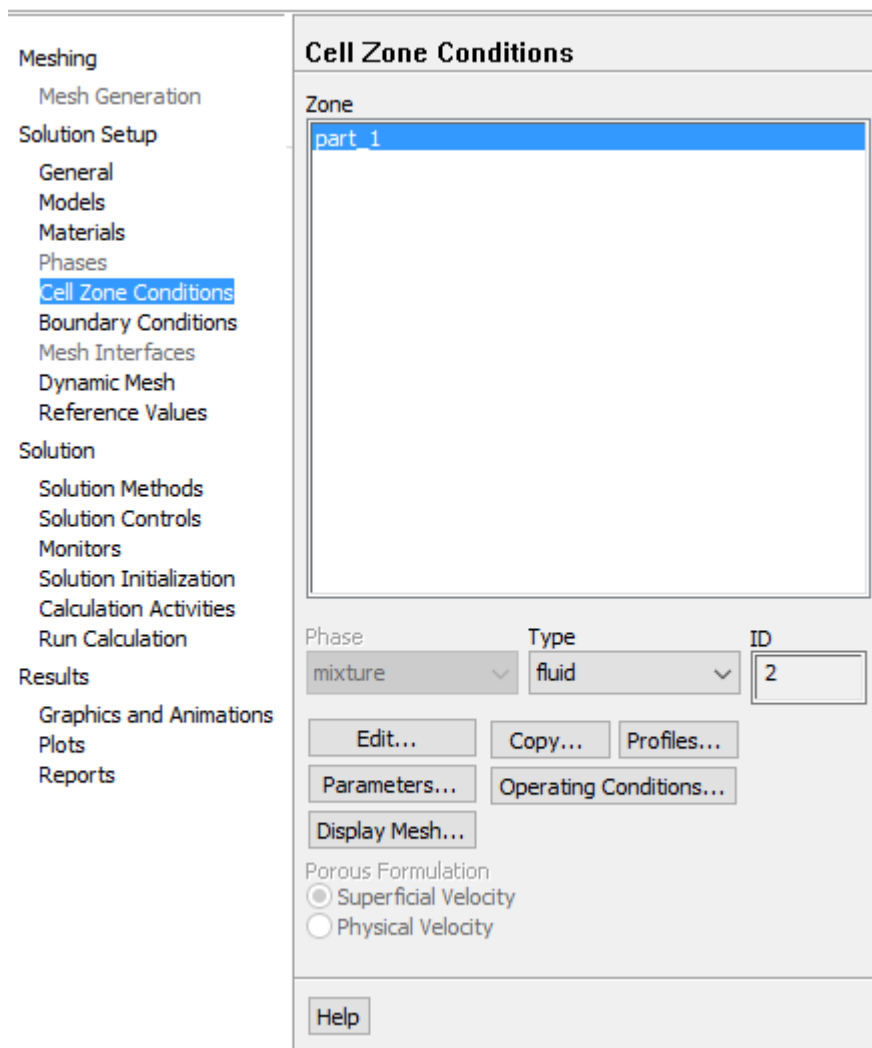 Meshing
Mesh Generation
Solution Setup
General
Models
Materials
Phases
Cell Zone Conditions
Boundary Conditions
Mesh Interfaces
Dynamic Mesh
Reference Values
Solution
Solution Methods
Solution Controls
Monitors
Solution Initialization
Calculation Activities
Run Calculation
Results
Graphics and Animations
Plots
Reports
Cell Zone Conditions
Zone
part_1
Phase Type ID
mixture fluid 2
Edit... Copy... Profiles...
Parameters... Operating Conditions...
Display Mesh...
Porous Formulation
Superficial Velocity
Physical Velocity
Help